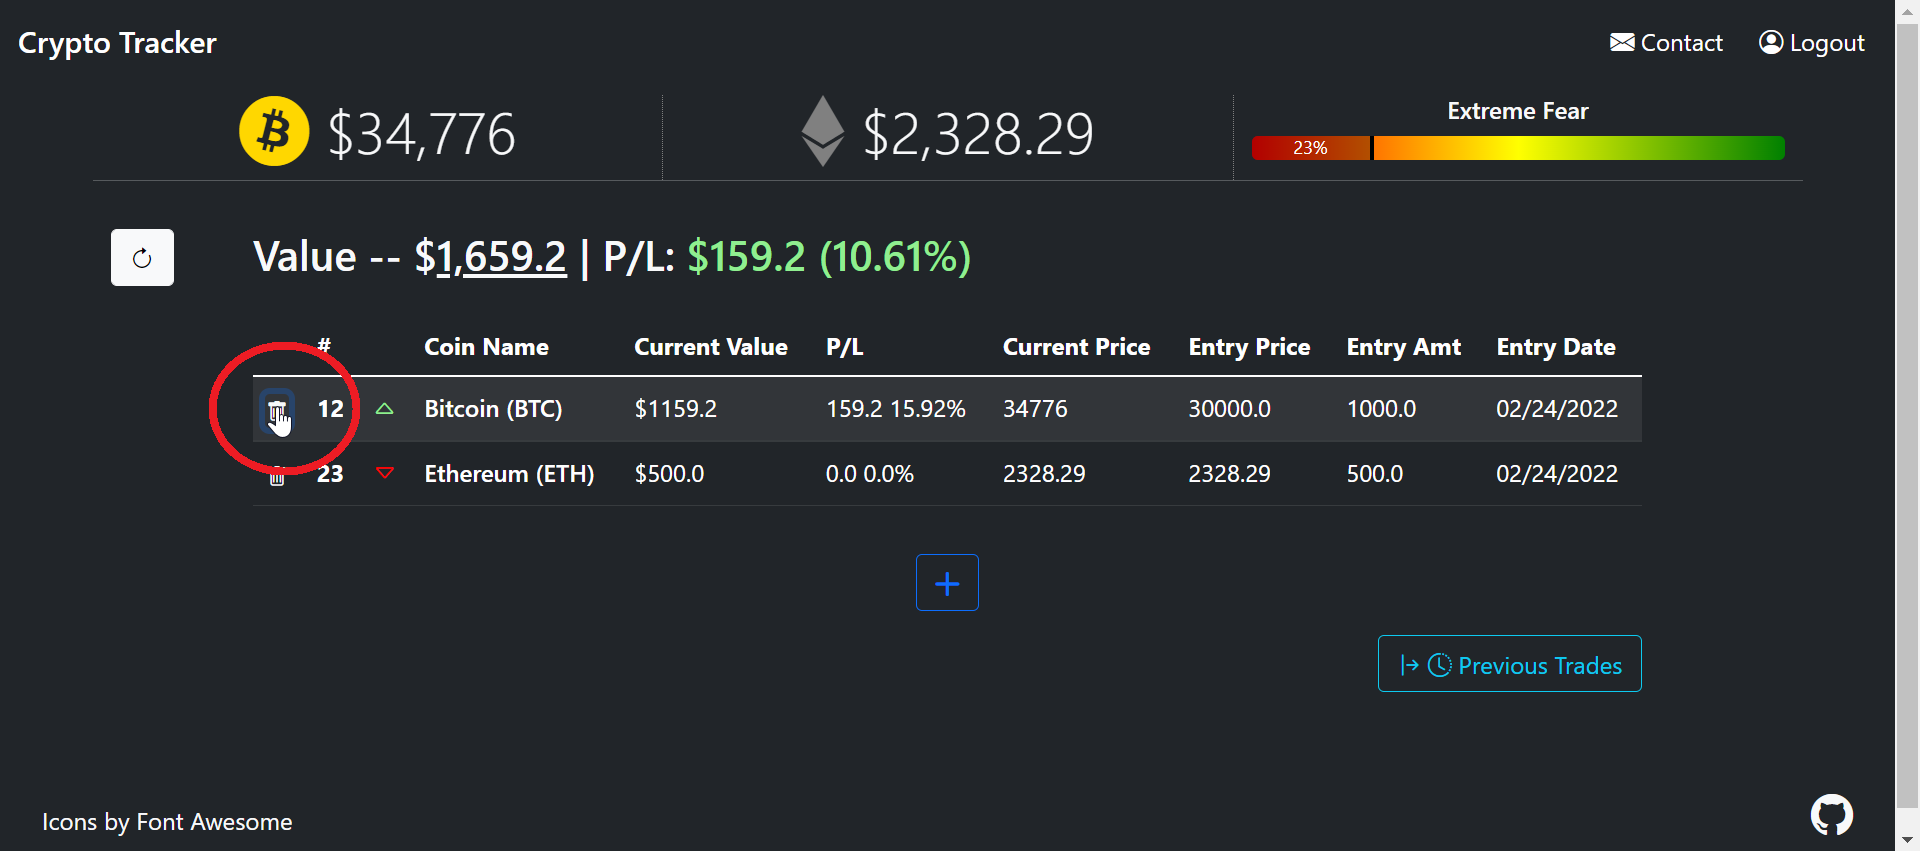 Crypto Tracker
Contact Logout
$34,776
$2,328.29
Extreme Fear
23%
Value -- $1,659.2 | P/L: $159.2 (10.61%)
# Coin Name Current Value P/L Current Price Entry Price Entry Amt Entry Date
12 Bitcoin (BTC) $1159.2 159.2 15.92% 34776 30000.0 1000.0 02/24/2022
23 Ethereum (ETH) $500.0 0.0 0.0% 2328.29 2328.29 500.0 02/24/2022
Previous Trades
Icons by Font Awesome